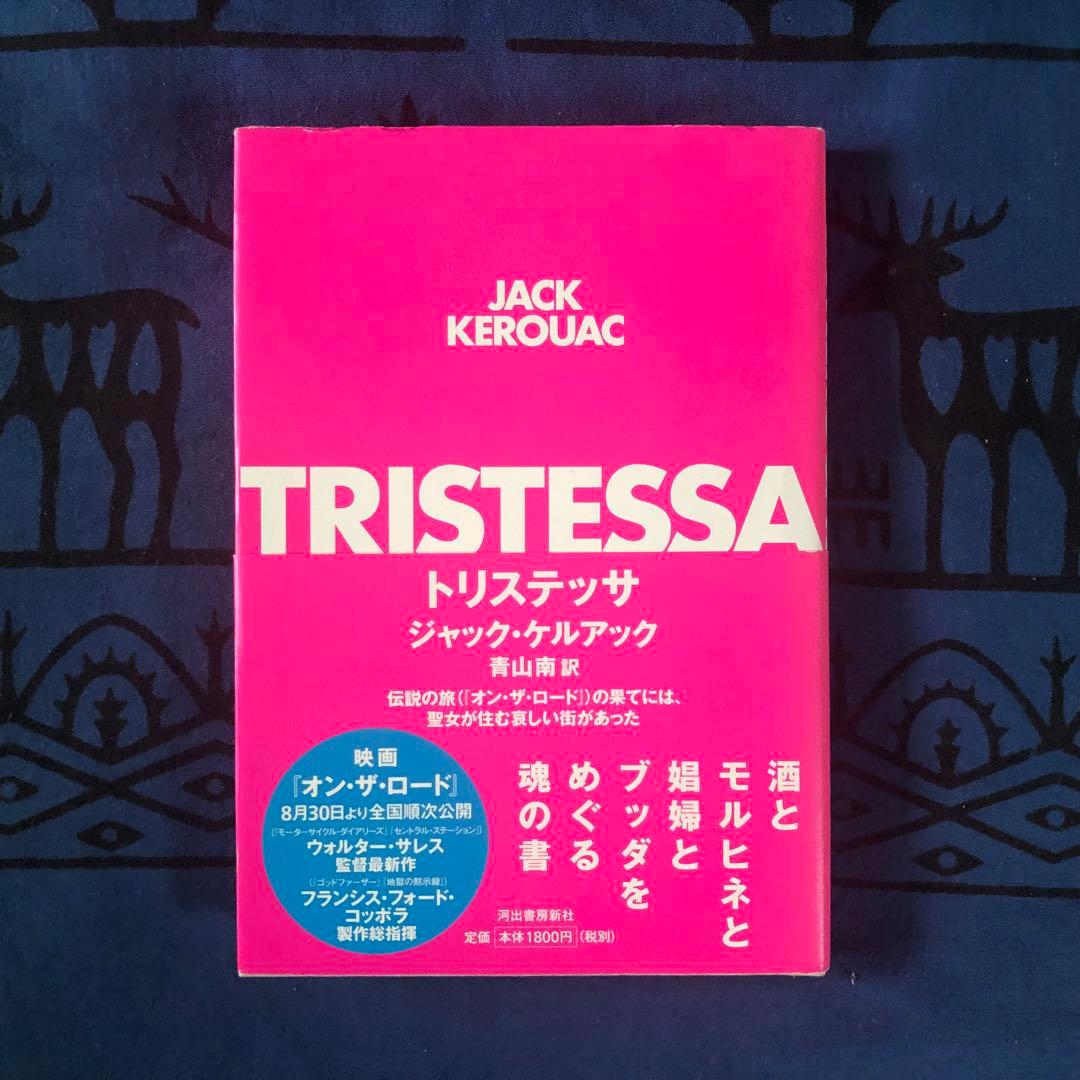 JACK
KEROUAC
TRISTESSA
トリステッサ
ジャック・ケルアック
青山南 訳
伝説の旅（『オン・ザ・ロード』）の果てには、
聖女が住む哀しい街があった
酒と
モルヒネと
娼婦と
ブッダを
めぐる
魂の書
映画
『オン・ザ・ロード』
8月30日より全国順次公開
（『モーターサイクル・ダイアリーズ』『セントラル・ステーション』）
ウォルター・サレス
監督最新作
（『ゴッドファーザー』『地獄の黙示録』）
フランシス・フォード・
コッポラ
製作総指揮
河出書房新社
定価 本体1800円（税別）